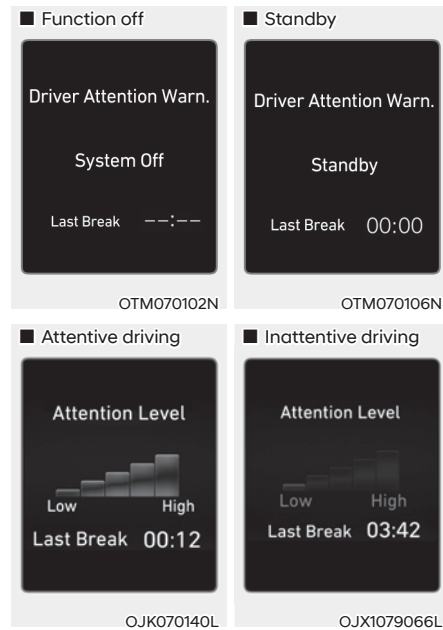 ■ Function off
Driver Attention Warn.
System Off
Last Break --:--
OTM070102N
■ Standby
Driver Attention Warn.
Standby
Last Break 00:00
OTM070106N
■ Attentive driving
Attention Level
Low High
Last Break 00:12
OJK070140L
■ Inattentive driving
Attention Level
Low High
Last Break 03:42
OJX1079066L